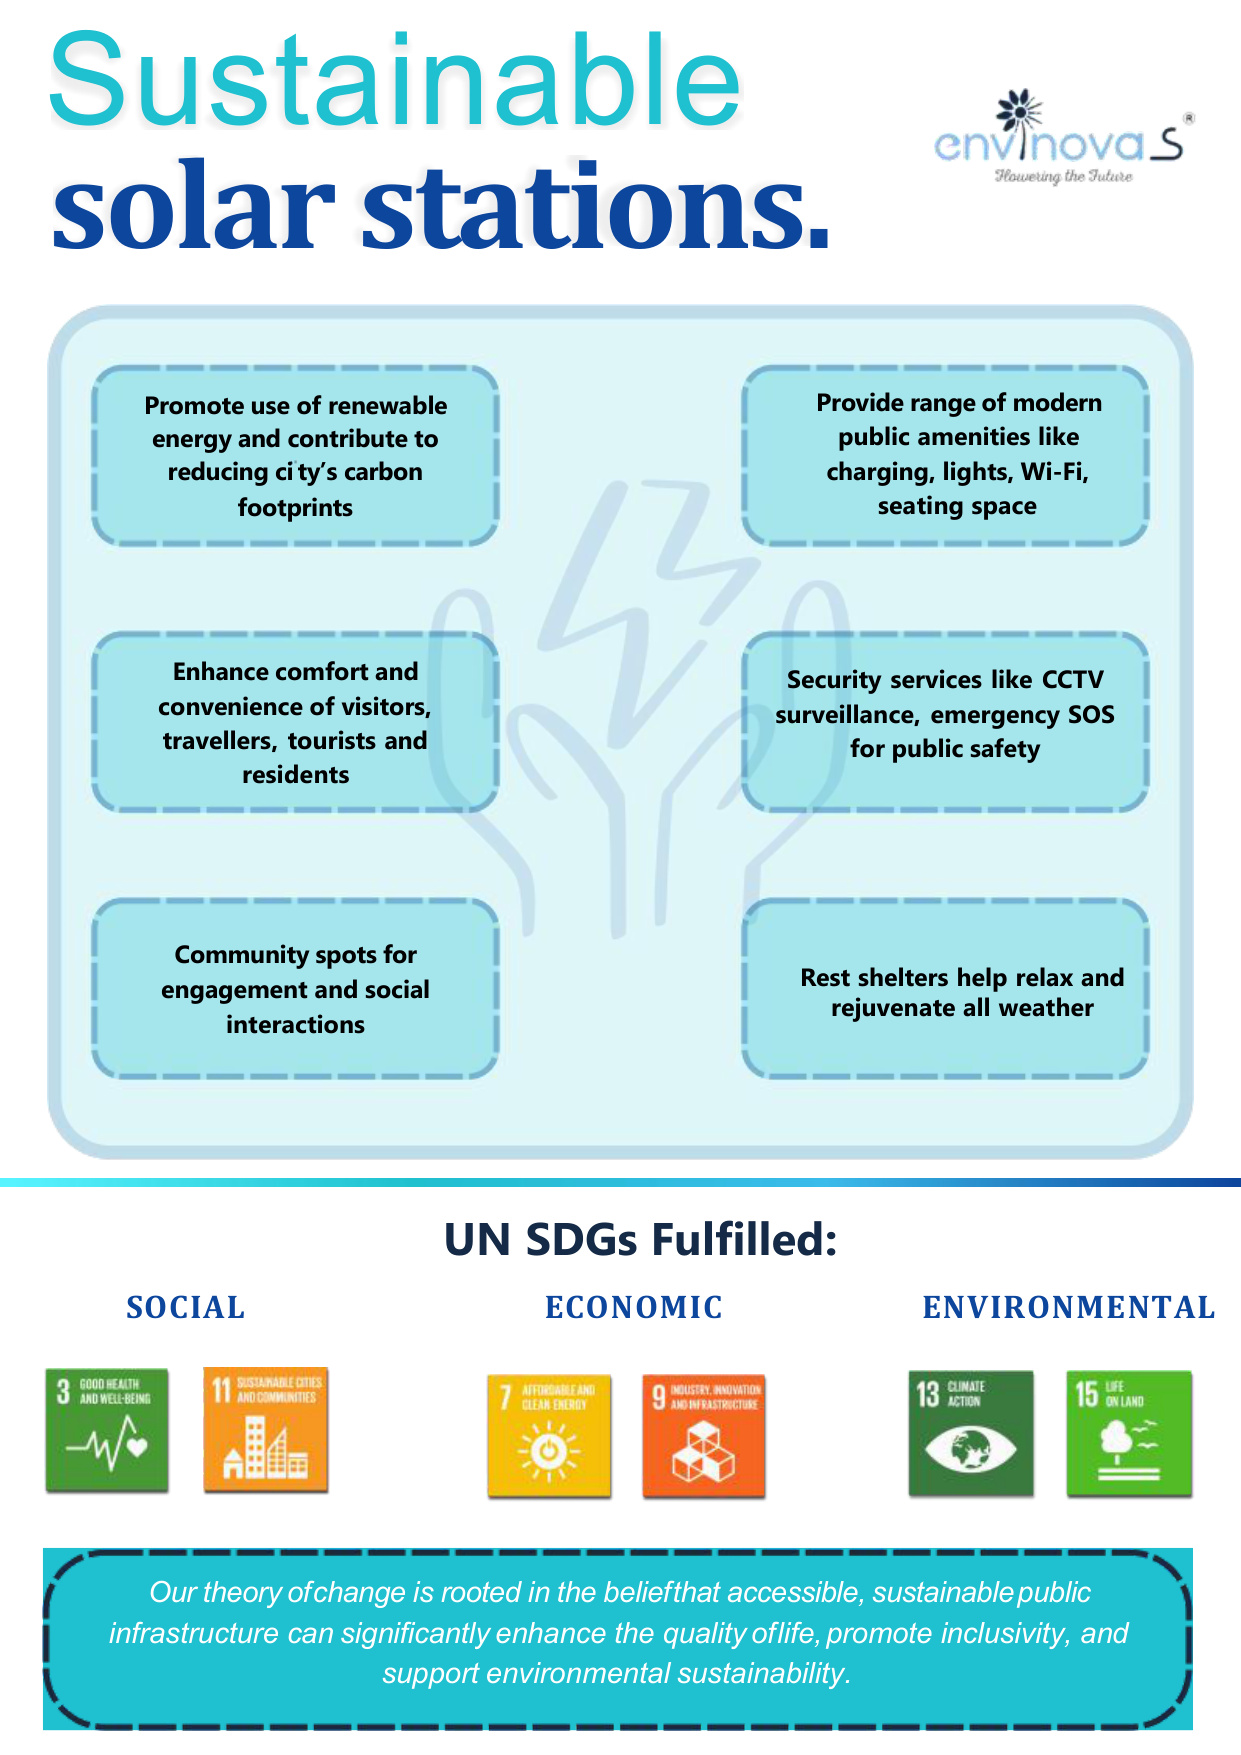 Sustainable
solar stations.
envinova S ®
Flowering the Future
Promote use of renewable
energy and contribute to
reducing city’s carbon
footprints
Provide range of modern
public amenities like
charging, lights, Wi-Fi,
seating space
Enhance comfort and
convenience of visitors,
travellers, tourists and
residents
Security services like CCTV
surveillance, emergency SOS
for public safety
Community spots for
engagement and social
interactions
Rest shelters help relax and
rejuvenate all weather
UN SDGs Fulfilled:
SOCIAL
ECONOMIC
ENVIRONMENTAL
3 GOOD HEALTH
AND WELL-BEING
11 SUSTAINABLE CITIES
AND COMMUNITIES
7 AFFORDABLE AND
CLEAN ENERGY
9 INDUSTRY, INNOVATION
AND INFRASTRUCTURE
13 CLIMATE
ACTION
15 LIFE
ON LAND
Our theory of change is rooted in the belief that accessible, sustainable public
infrastructure can significantly enhance the quality of life, promote inclusivity, and
support environmental sustainability.